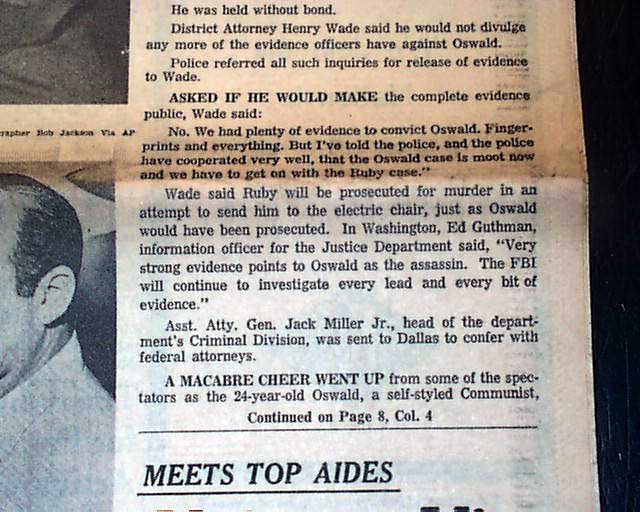 He was held without bond.
District Attorney Henry Wade said he would not divulge
any more of the evidence officers have against Oswald.
Police referred all such inquiries for release of evidence
to Wade.
ASKED IF HE WOULD MAKE the complete evidence
public, Wade said:
No. We had plenty of evidence to convict Oswald. Finger-
prints and everything. But I've told the police, and the police
have cooperated very well, that the Oswald case is moot now
and we have to get on with the Ruby case."
Wade said Ruby will be prosecuted for murder in an
attempt to send him to the electric chair, just as Oswald
would have been prosecuted. In Washington, Ed Guthman,
information officer for the Justice Department said, "Very
strong evidence points to Oswald as the assassin. The FBI
will continue to investigate every lead and every bit of
evidence."
Asst. Atty. Gen. Jack Miller Jr., head of the depart-
ment's Criminal Division, was sent to Dallas to confer with
federal attorneys.
A MACABRE CHEER WENT UP from some of the spec-
tators as the 24-year-old Oswald, a self-styled Communist,
Continued on Page 8, Col. 4
rapher Bob Jackson Via AP
MEETS TOP AIDES